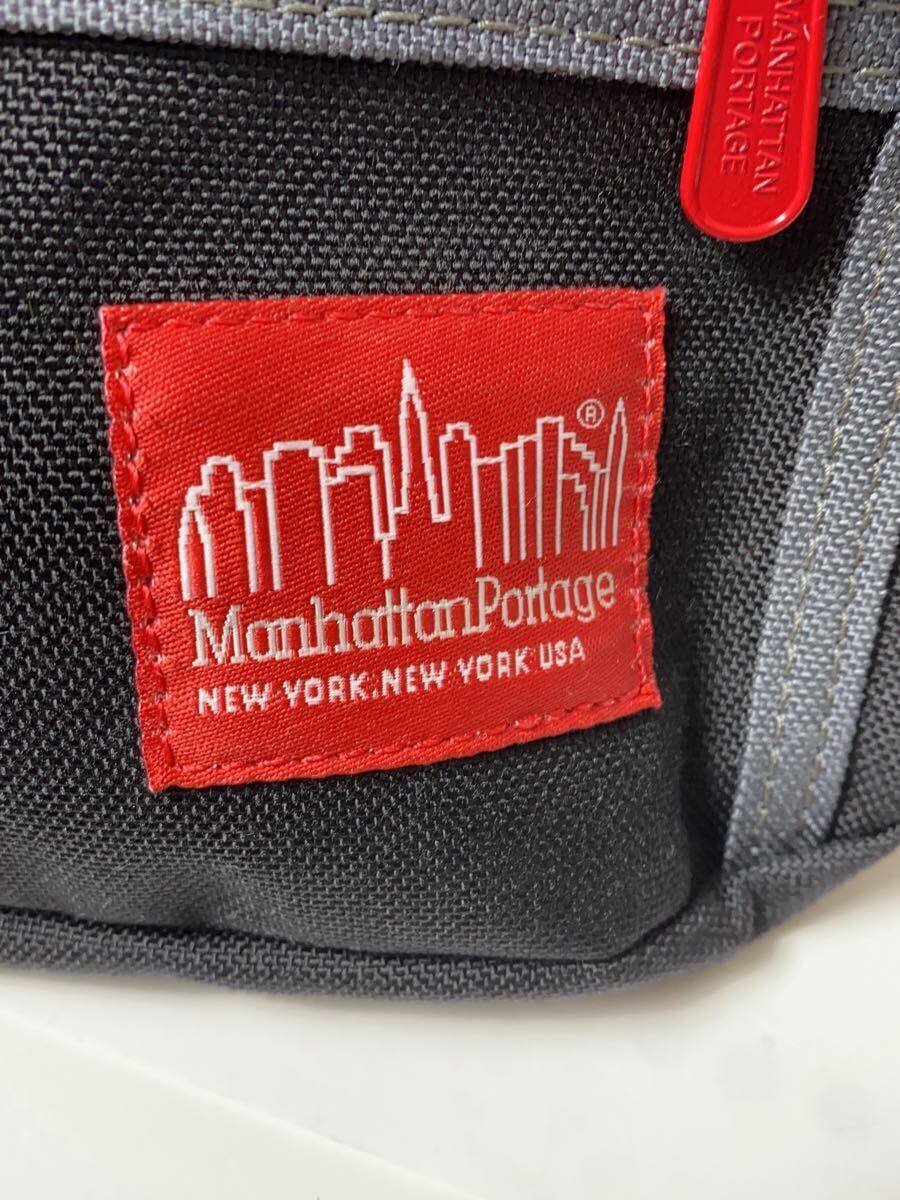 MANHATTAN
PORTAGE
®
ManhattanPortage
NEW YORK, NEW YORK USA